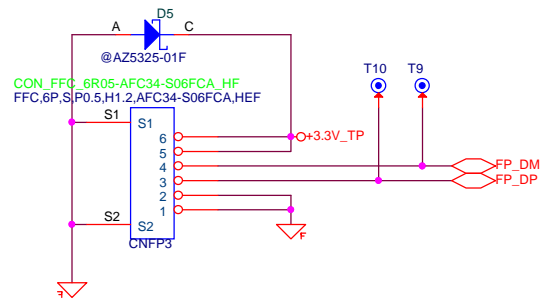 D5
A
C
@AZ5325-01F
T10
T9
CON_FFC_6R05-AFC34-S06FCA_HF
FFC,6P,S,P0.5,H1.2,AFC34-S06FCA,HEF
S1
S1
6
+3.3V_TP
5
4
FP_DM
3
FP_DP
2
S2
S2
1
CNFP3
F
F